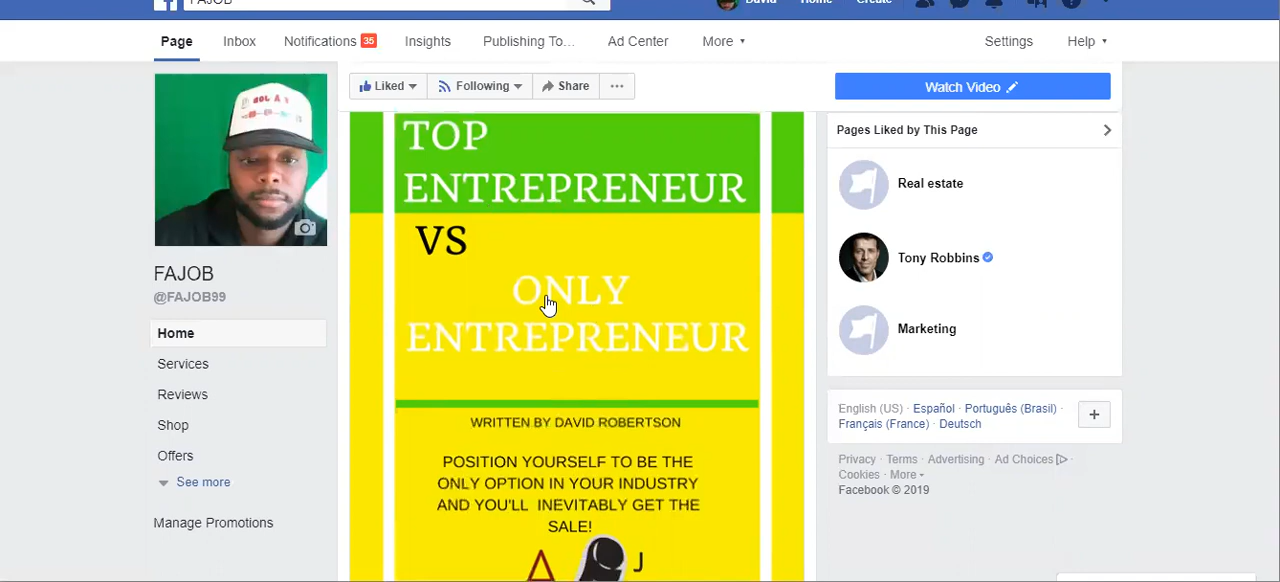 FAJOB
David Home Create
Page Inbox Notifications 35 Insights Publishing To... Ad Center More Settings Help
Liked Following Share ... Watch Video
TOP
ENTREPRENEUR
VS
ONLY
ENTREPRENEUR
WRITTEN BY DAVID ROBERTSON
POSITION YOURSELF TO BE THE
ONLY OPTION IN YOUR INDUSTRY
AND YOU'LL INEVITABLY GET THE
SALE!
J
FAJOB
@FAJOB99
Home
Services
Reviews
Shop
Offers
See more
Manage Promotions
Pages Liked by This Page
Real estate
Tony Robbins
Marketing
English (US) · Español · Português (Brasil) ·
Français (France) · Deutsch
Privacy · Terms · Advertising · Ad Choices ·
Cookies · More
Facebook © 2019